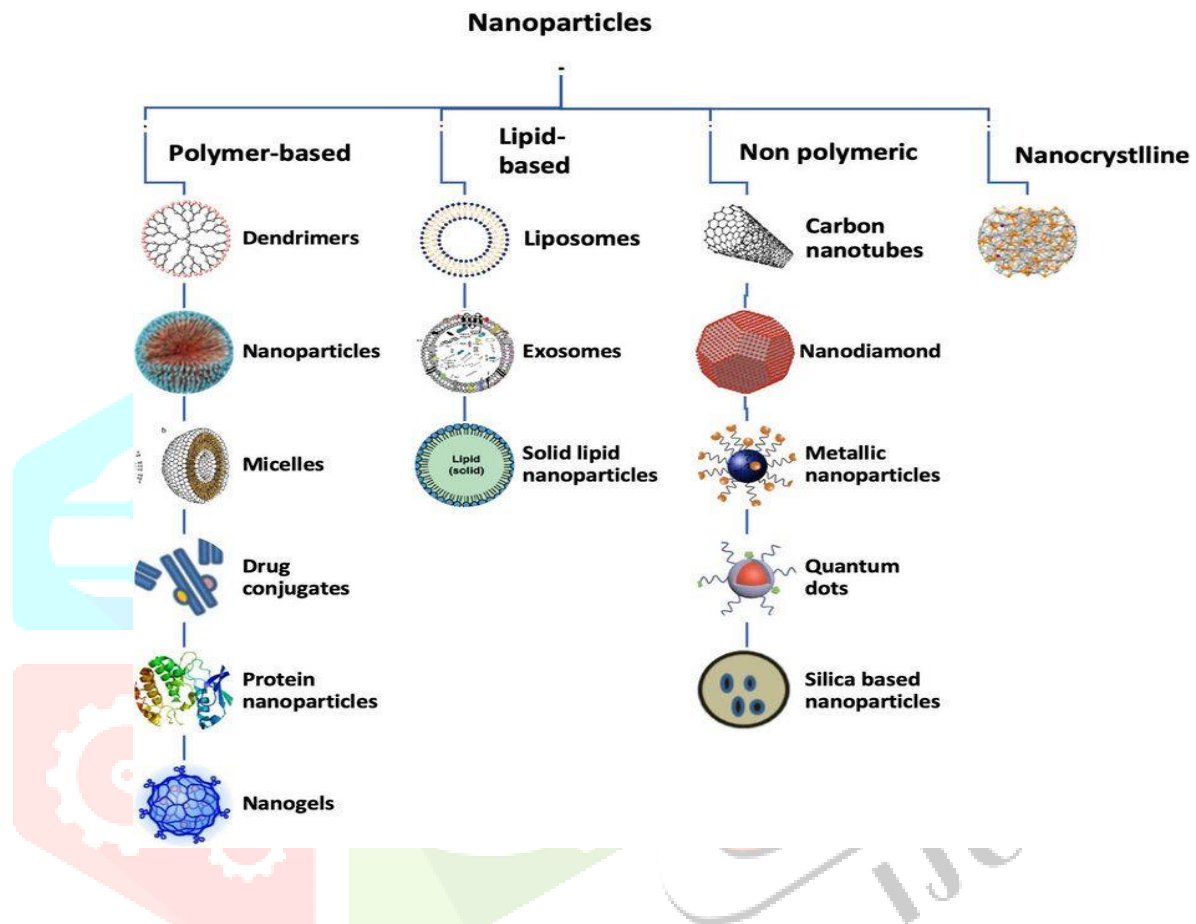 Nanoparticles
Polymer-based
Lipid-
based
Non polymeric
Nanocrystlline
Dendrimers
Nanoparticles
Micelles
Drug
conjugates
Protein
nanoparticles
Nanogels
Liposomes
Exosomes
Lipid
(solid)
Solid lipid
nanoparticles
Carbon
nanotubes
Nanodiamond
Metallic
nanoparticles
Quantum
dots
Silica based
nanoparticles